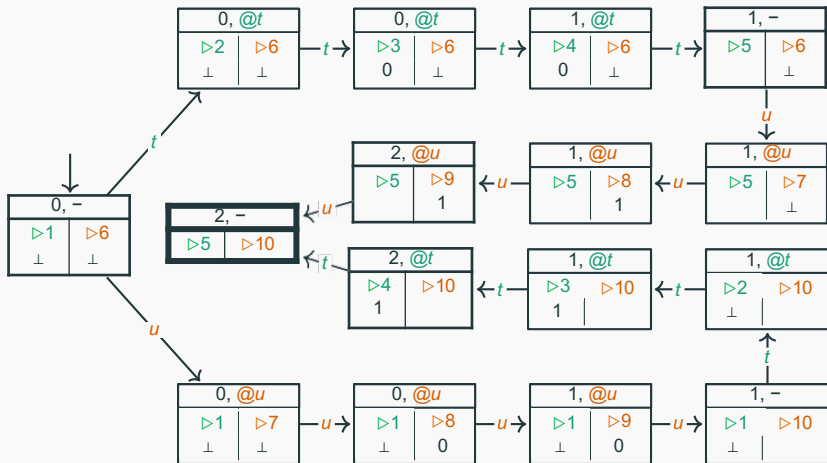 0, @t
▷2 ▷6
⊥ ⊥
t
0, @t
▷3 ▷6
0 ⊥
t
1, @t
▷4 ▷6
0 ⊥
t
1, −
▷5 ▷6
⊥
t
u
0, −
▷1 ▷6
⊥ ⊥
2, −
▷5 ▷10
u
2, @u
▷5 ▷9
1
u
1, @u
▷5 ▷8
1
u
1, @u
▷5 ▷7
⊥
t
2, @t
▷4 ▷10
1
t
1, @t
▷3 ▷10
1
t
1, @t
▷2 ▷10
⊥
u
t
0, @u
▷1 ▷7
⊥ ⊥
u
0, @u
▷1 ▷8
⊥ 0
u
1, @u
▷1 ▷9
⊥ 0
u
1, −
▷1 ▷10
⊥